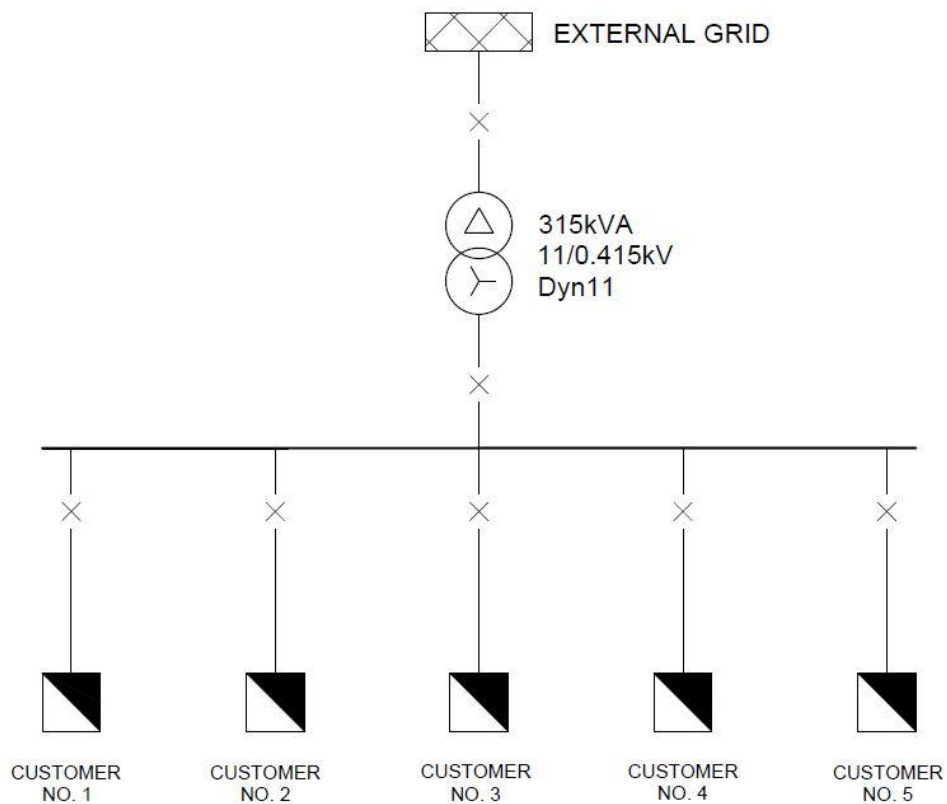 EXTERNAL GRID
315kVA
11/0.415kV
Dyn11
CUSTOMER
NO. 1
CUSTOMER
NO. 2
CUSTOMER
NO. 3
CUSTOMER
NO. 4
CUSTOMER
NO. 5